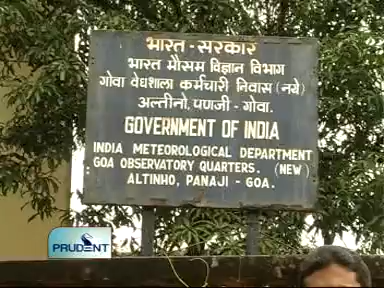 भारत - सरकार
भारत मौसम विज्ञान विभाग
गोवा वेधशाला कर्मचारी निवास (नये)
अल्तीनो, पणजी - गोवा.
GOVERNMENT OF INDIA
INDIA METEOROLOGICAL DEPARTMENT
GOA OBSERVATORY QUARTERS. (NEW)
ALTINHO, PANAJI - GOA.
PRUDENT